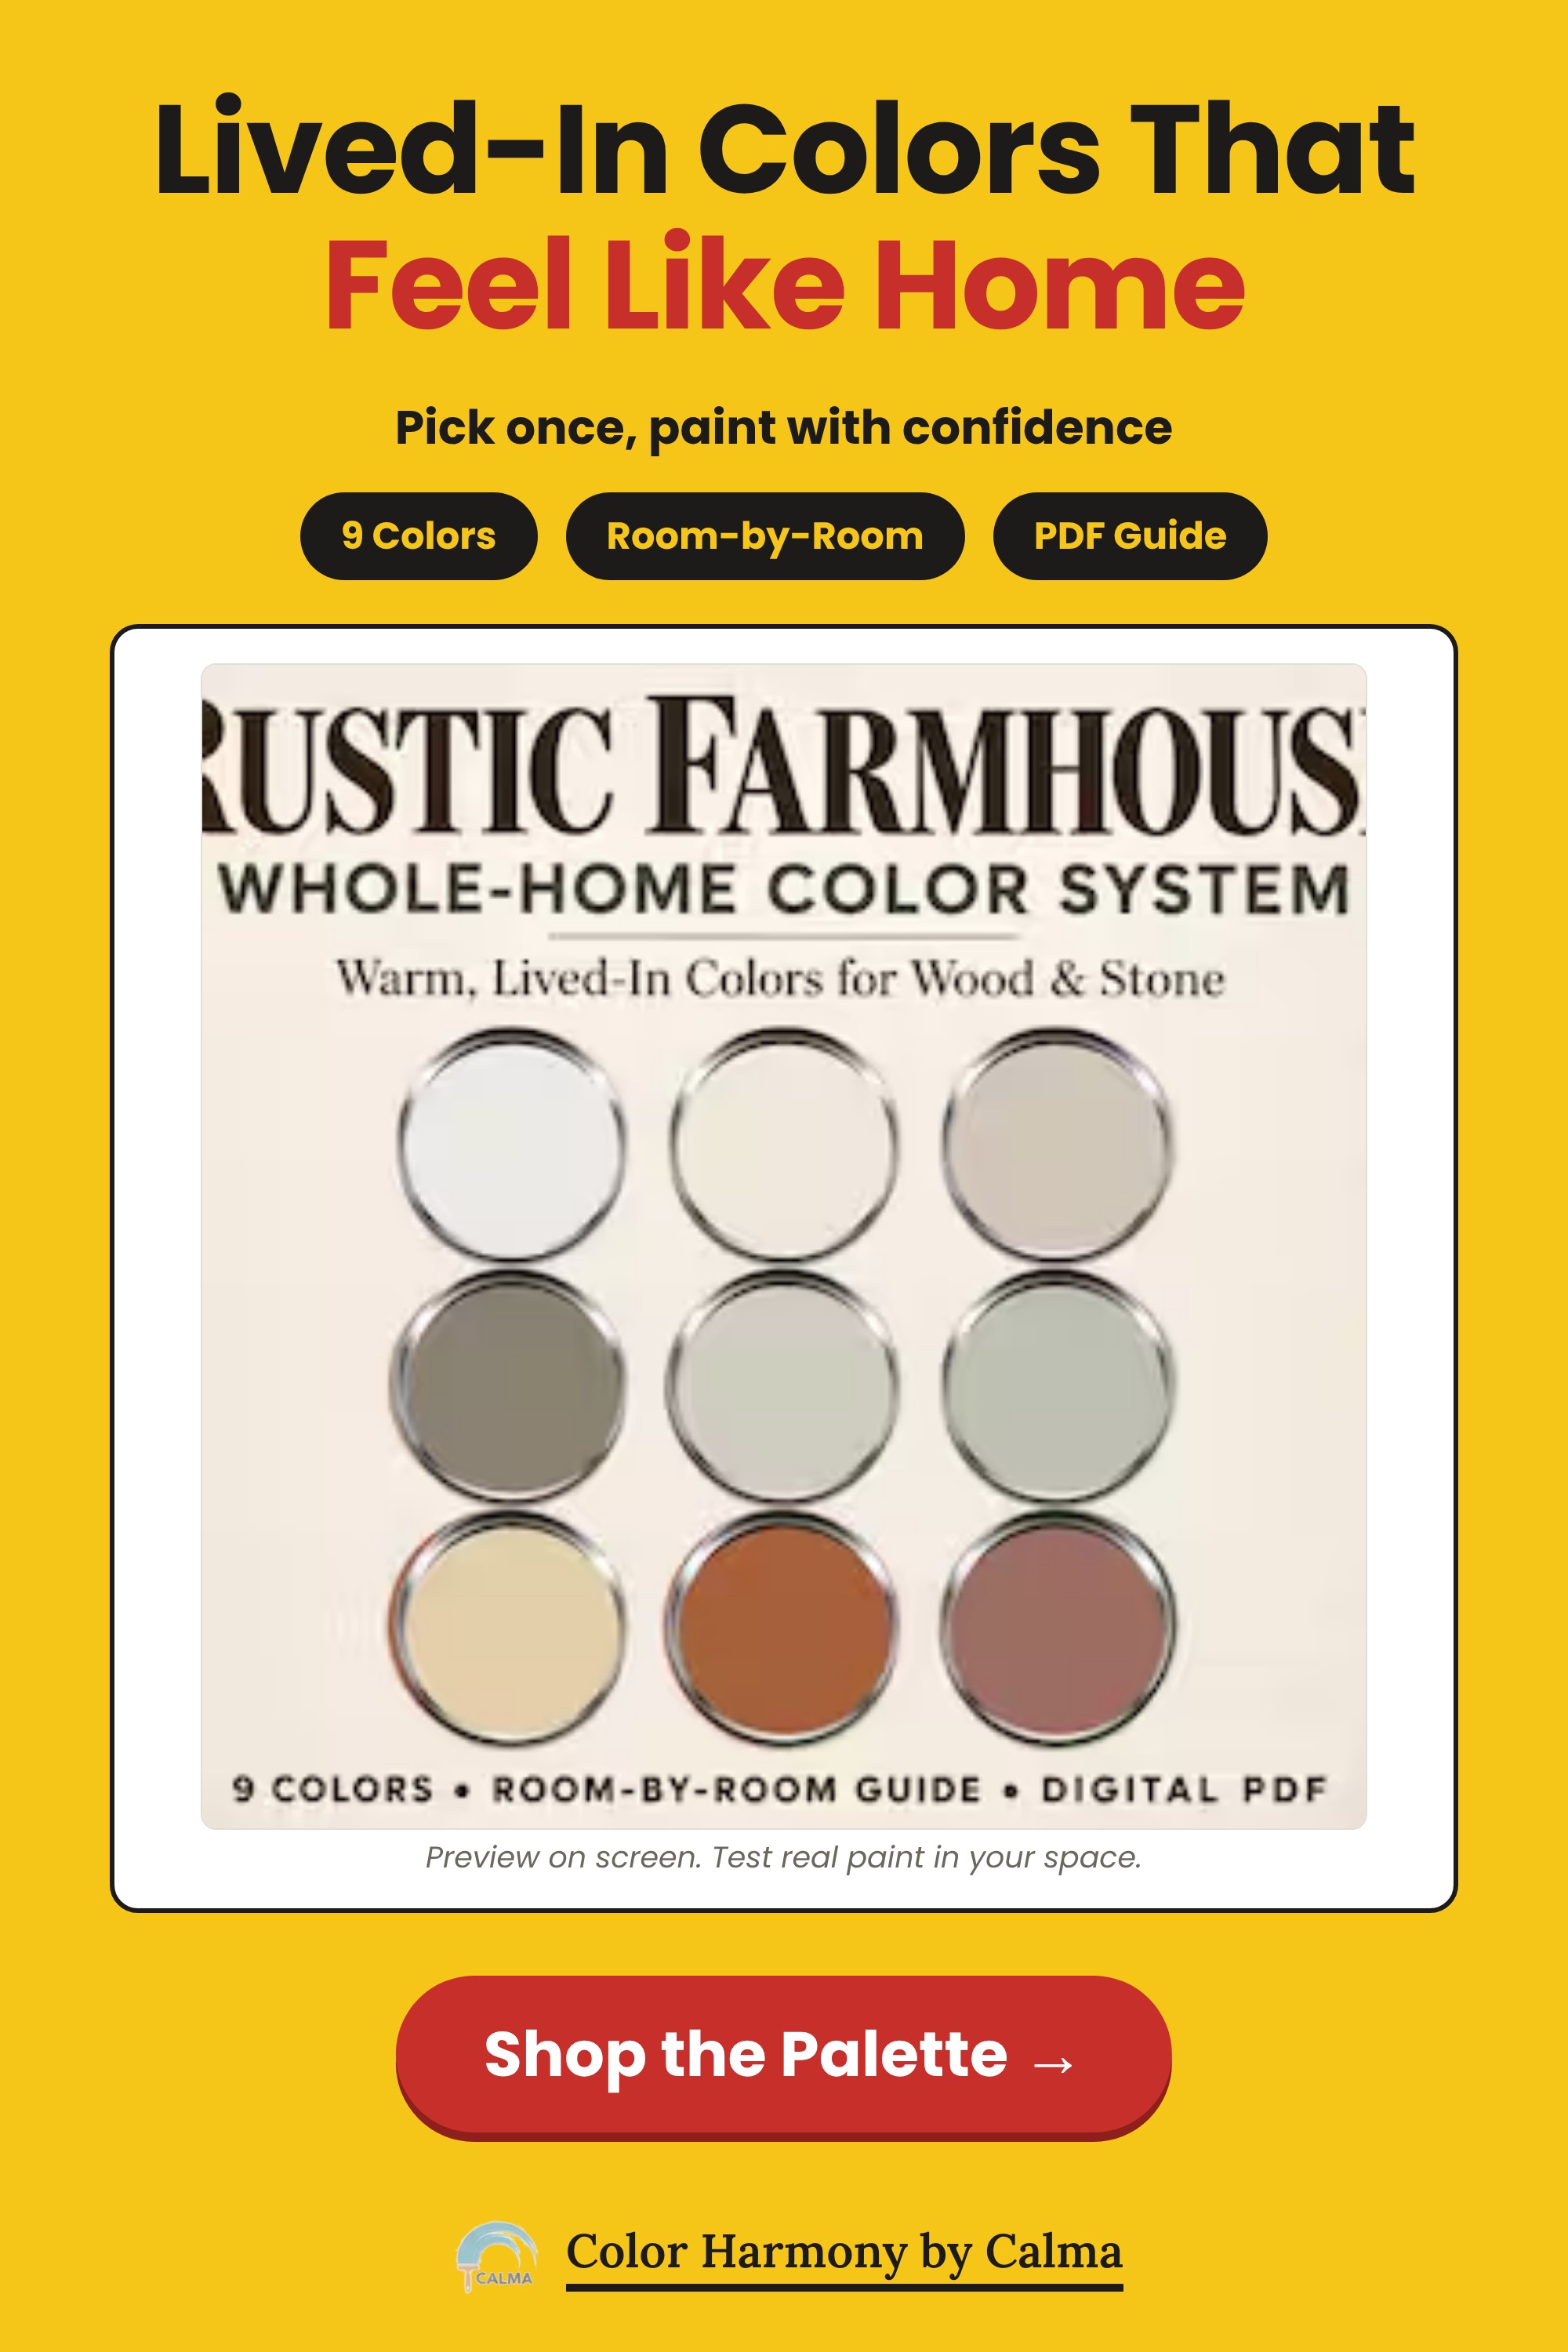 Lived-In Colors That
Feel Like Home
Pick once, paint with confidence
9 Colors
Room-by-Room
PDF Guide
RUSTIC FARMHOUS
WHOLE-HOME COLOR SYSTEM
Warm, Lived-In Colors for Wood & Stone
9 COLORS • ROOM-BY-ROOM GUIDE • DIGITAL PDF
Preview on screen. Test real paint in your space.
Shop the Palette →
CALMA
Color Harmony by Calma